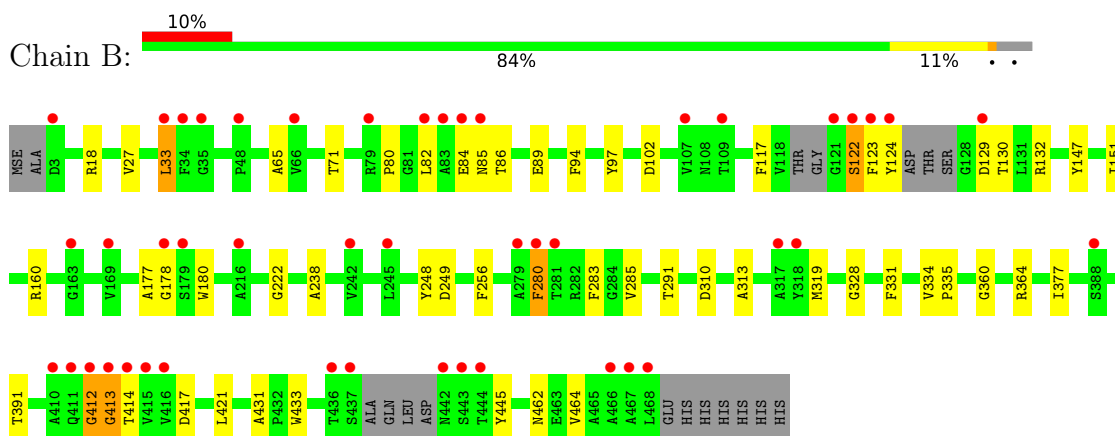 10%
Chain B:
84% 11% • •
MSE ALA D3 R18 V27 L33 F34 G35 P48 A65 V66 T71 R79 P80 G81 L82 A83 E84 N85 T86 E89 F94 Y97 D102 V107 N108 T109 F117 V118 THR GLY G121 S122 F123 Y124 ASP THR SER G128 D129 T130 L131 R132 Y147
R160 G163 V169 A177 G178 S179 W180 A216 G222 A238 V242 L245 Y248 D249 F256 A279 F280 T281 R282 F283 G284 V285 T291 D310 A313 A317 Y318 M319 G328 F331 V334 P335 G360 R364 I377 S388
T391 A410 Q411 G412 G413 T414 V415 V416 D417 L421 A431 P432 W433 T436 S437 ALA GLN LEU ASP N442 S443 T444 Y445 N462 E463 V464 A465 A466 A467 L468 GLU HIS HIS HIS HIS HIS HIS